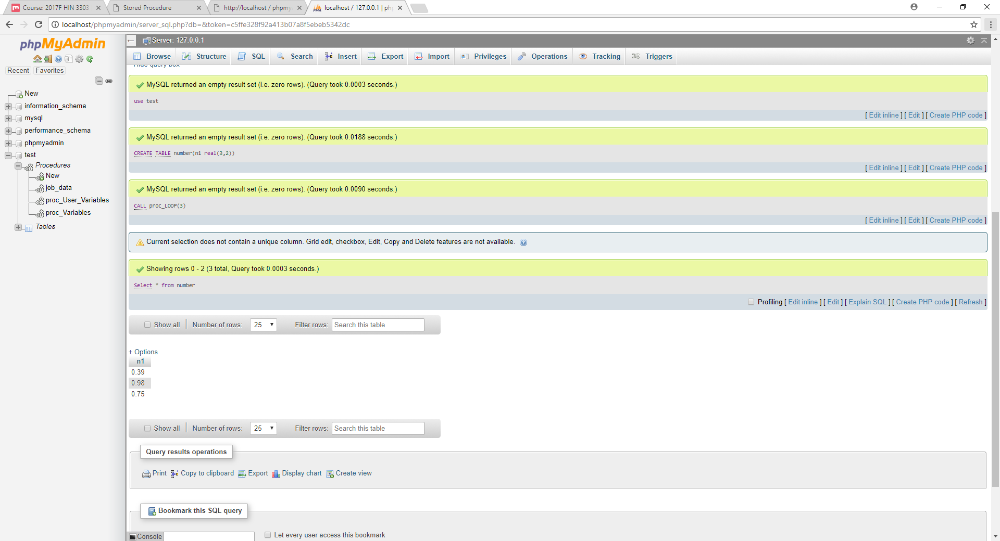 Course: 2017F HIN 3303
Stored Procedure
http://localhost / phpmy
localhost / 127.0.0.1 | ph
localhost/phpmyadmin/server_sql.php?db=&token=c5ffe328f92a413b07a8f5ebeb5342dc
phpMyAdmin
Recent Favorites
New
information_schema
mysql
performance_schema
phpmyadmin
test
Procedures
New
job_data
proc_User_Variables
proc_Variables
Tables
Server: 127.0.0.1
Browse Structure SQL Search Insert Export Import Privileges Operations Tracking Triggers
Hide query box
MySQL returned an empty result set (i.e. zero rows). (Query took 0.0003 seconds.)
use test
[ Edit inline ] [ Edit ] [ Create PHP code ]
MySQL returned an empty result set (i.e. zero rows). (Query took 0.0188 seconds.)
CREATE TABLE number(n1 real(3,2))
[ Edit inline ] [ Edit ] [ Create PHP code ]
MySQL returned an empty result set (i.e. zero rows). (Query took 0.0090 seconds.)
CALL proc_LOOP(3)
[ Edit inline ] [ Edit ] [ Create PHP code ]
Current selection does not contain a unique column. Grid edit, checkbox, Edit, Copy and Delete features are not available.
Showing rows 0 - 2 (3 total, Query took 0.0003 seconds.)
Select * from number
Profiling [ Edit inline ] [ Edit ] [ Explain SQL ] [ Create PHP code ] [ Refresh ]
Show all Number of rows: 25 Filter rows: Search this table
+ Options
n1
0.39
0.98
0.75
Show all Number of rows: 25 Filter rows: Search this table
Query results operations
Print Copy to clipboard Export Display chart Create view
Bookmark this SQL query
Console
Let every user access this bookmark